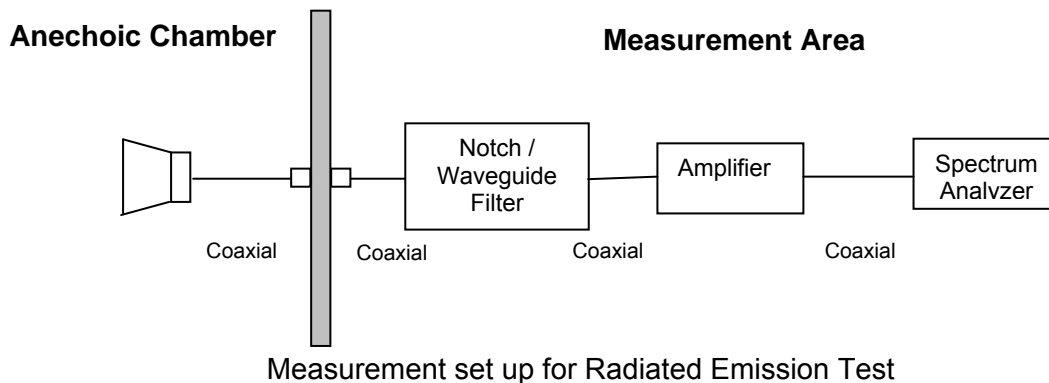 Anechoic Chamber
Measurement Area
Notch /
Waveguide
Filter
Amplifier
Spectrum
Analvzer
Coaxial
Coaxial
Coaxial
Coaxial
Measurement set up for Radiated Emission Test